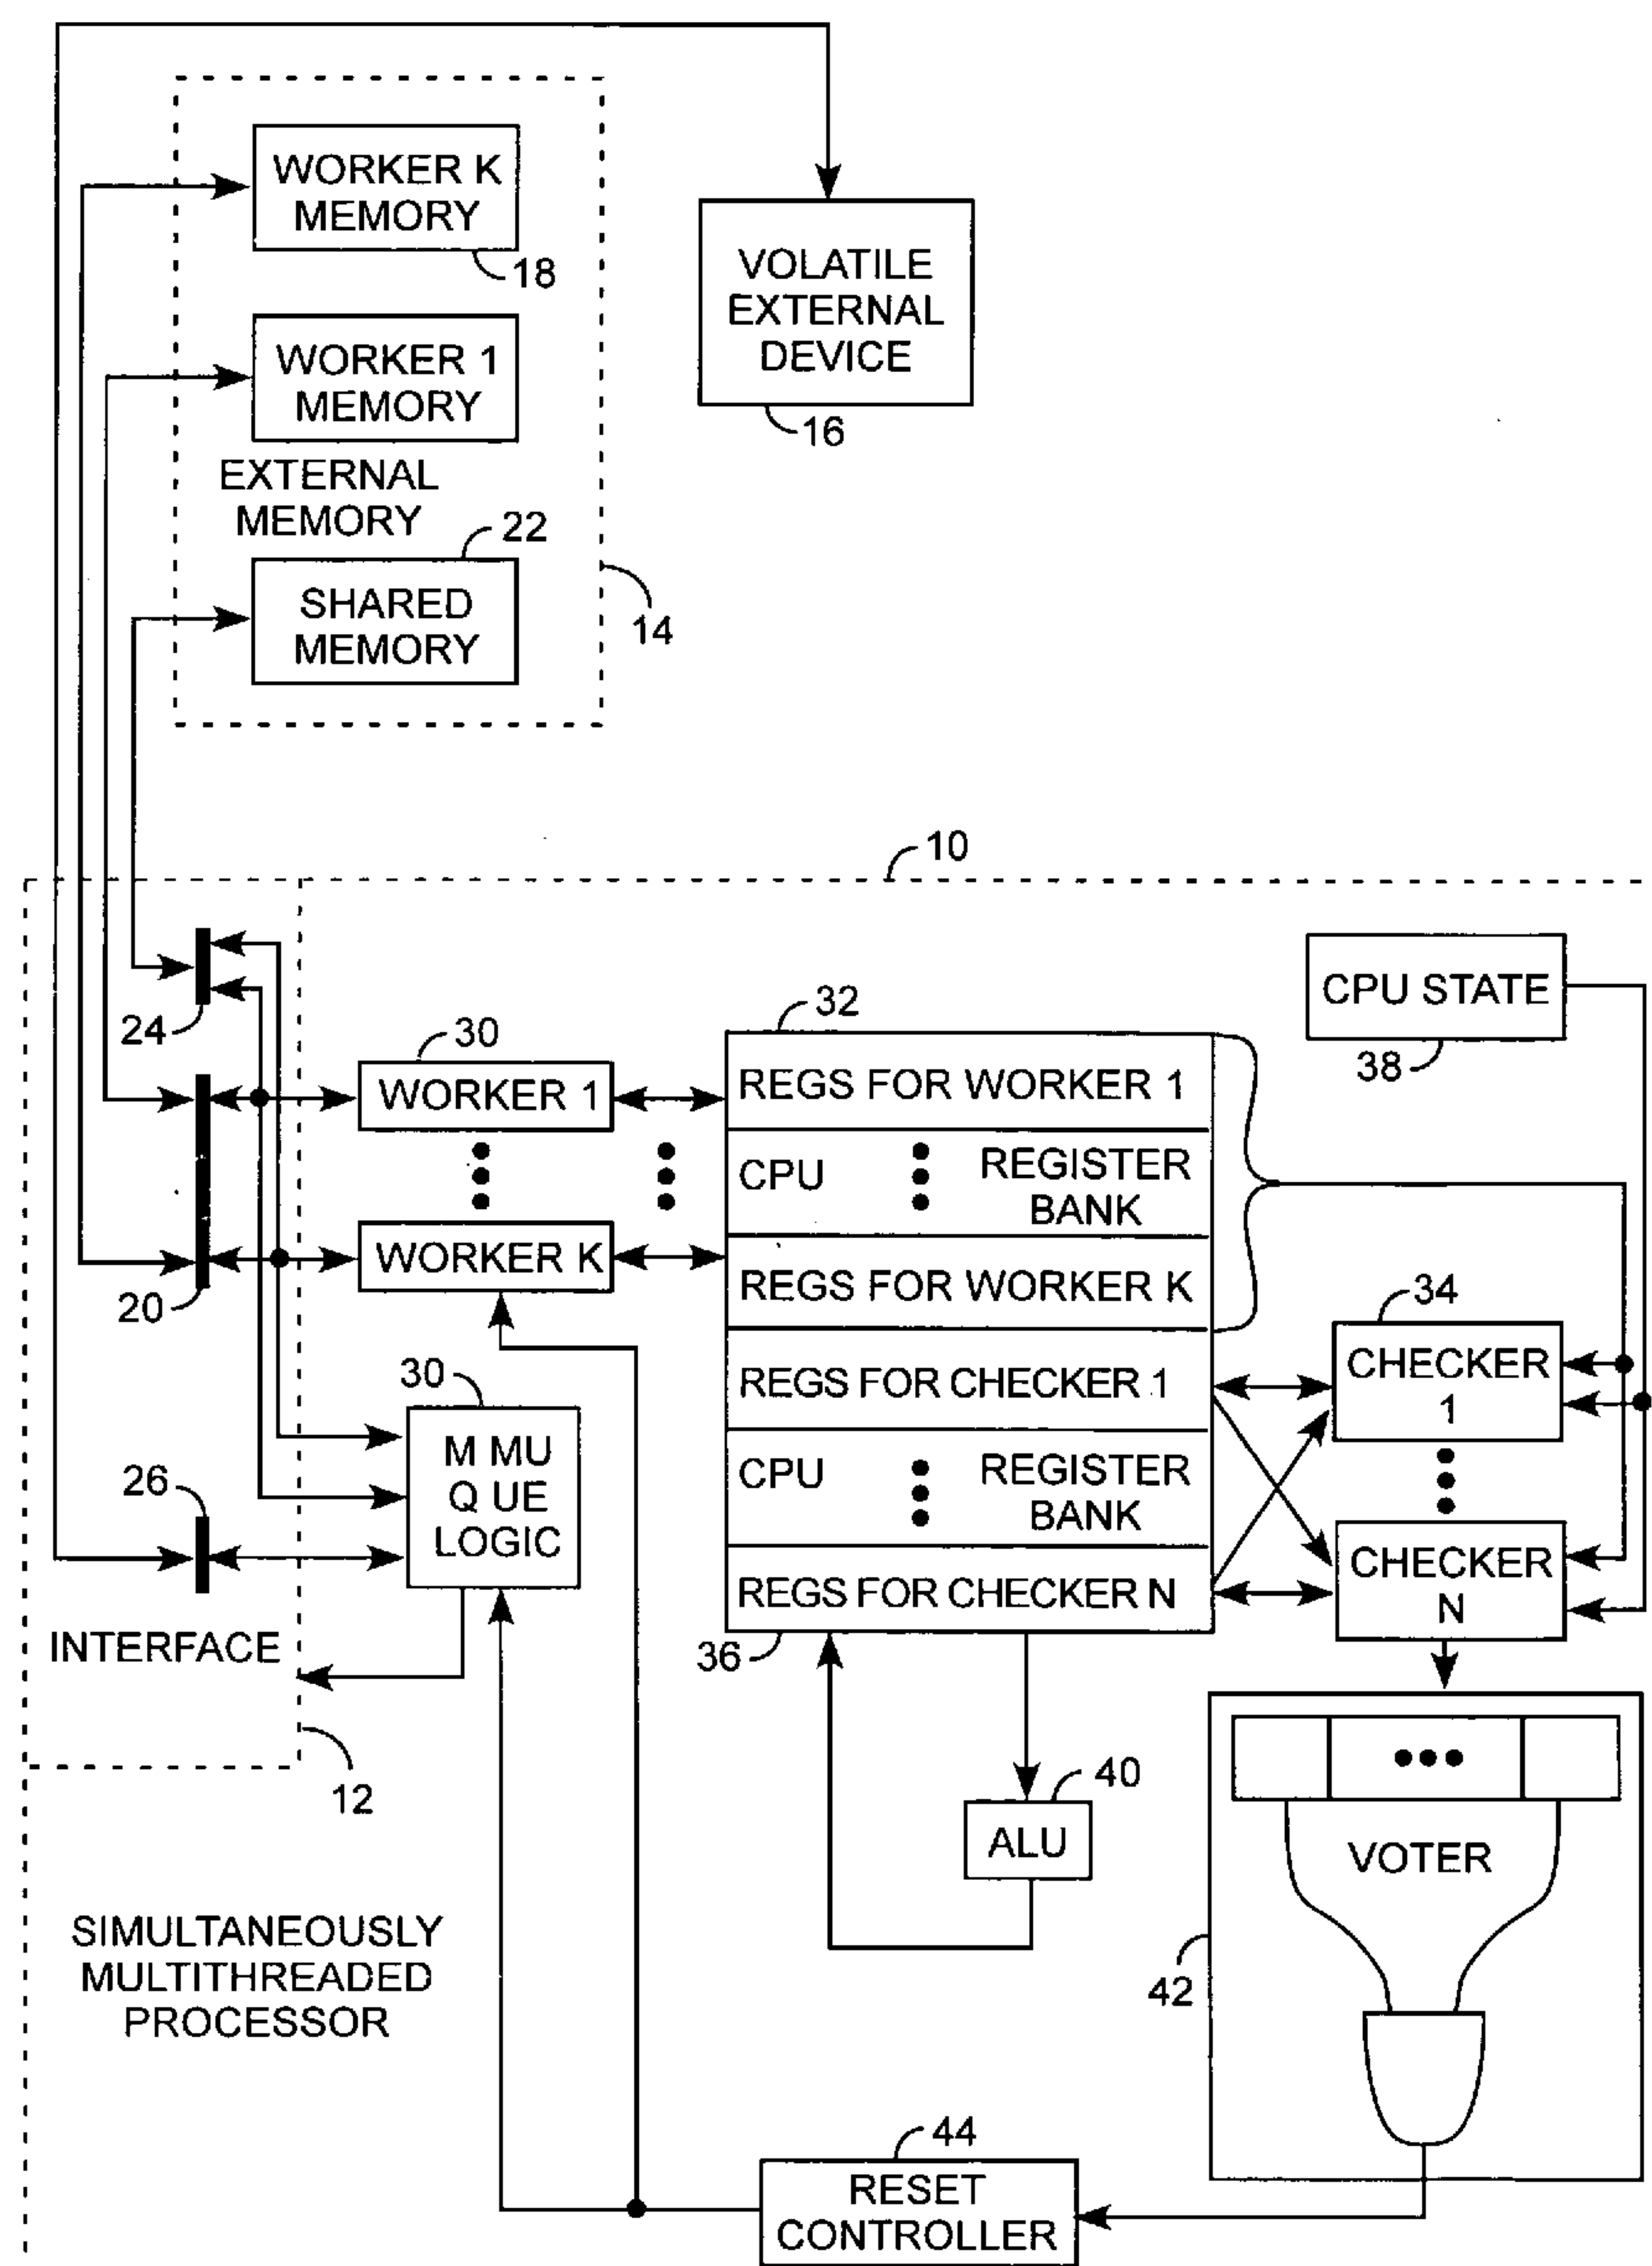 WORKER K
MEMORY
18
WORKER 1
MEMORY
EXTERNAL
MEMORY
22
SHARED
MEMORY
14
VOLATILE
EXTERNAL
DEVICE
16
10
24
30
WORKER 1
WORKER K
20
32
REGS FOR WORKER 1
CPU REGISTER
BANK
REGS FOR WORKER K
REGS FOR CHECKER 1
CPU REGISTER
BANK
REGS FOR CHECKER N
36
CPU STATE
38
34
CHECKER
1
CHECKER
N
30
M MU
Q UE
LOGIC
26
INTERFACE
12
40
ALU
VOTER
42
SIMULTANEOUSLY
MULTITHREADED
PROCESSOR
44
RESET
CONTROLLER